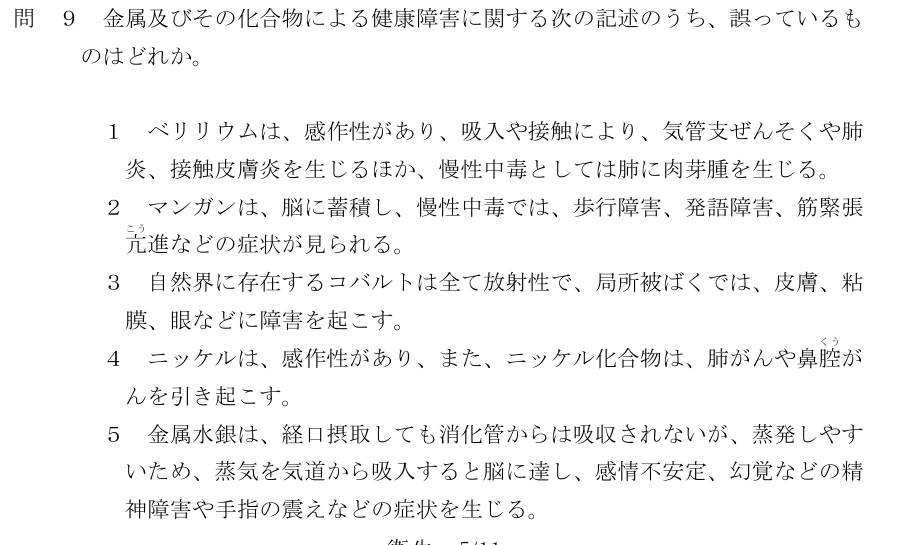 問　９　金属及びその化合物による健康障害に関する次の記述のうち、誤っているも
のはどれか。
１　ベリリウムは、感作性があり、吸入や接触により、気管支ぜんそくや肺
炎、接触皮膚炎を生じるほか、慢性中毒としては肺に肉芽腫を生じる。
２　マンガンは、脳に蓄積し、慢性中毒では、歩行障害、発語障害、筋緊張
こう
亢進などの症状が見られる。
３　自然界に存在するコバルトは全て放射性で、局所被ばくでは、皮膚、粘
膜、眼などに障害を起こす。
くう
４　ニッケルは、感作性があり、また、ニッケル化合物は、肺がんや鼻腔が
んを引き起こす。
５　金属水銀は、経口摂取しても消化管からは吸収されないが、蒸発しやす
いため、蒸気を気道から吸入すると脳に達し、感情不安定、幻覚などの精
神障害や手指の震えなどの症状を生じる。